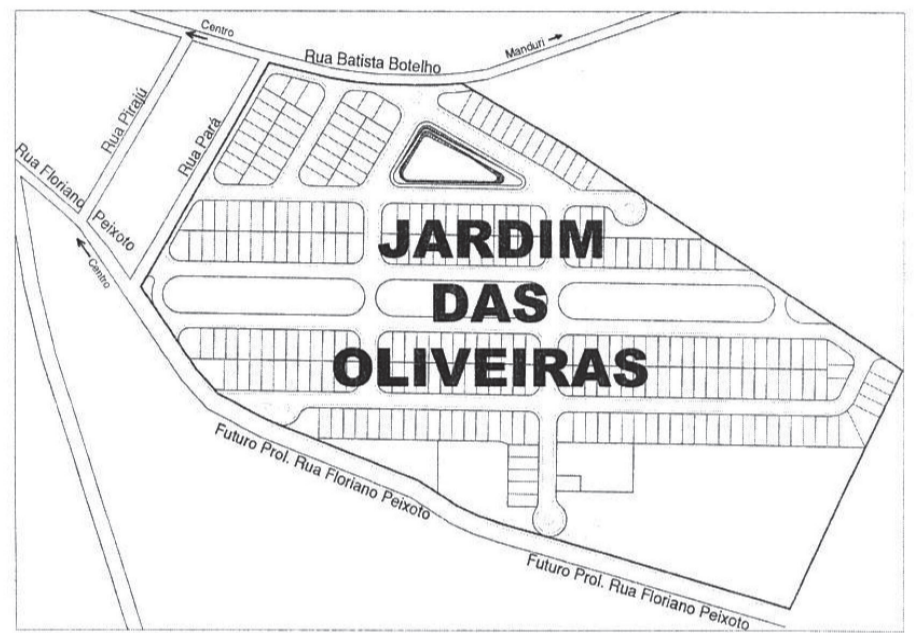 Centro
Rua Batista Botelho
Manduri
Rua Pirajú
Rua Pará
Rua Floriano
Peixoto
Centro
JARDIM
DAS
OLIVEIRAS
Futuro Prol. Rua Floriano Peixoto
Futuro Prol. Rua Floriano Peixoto